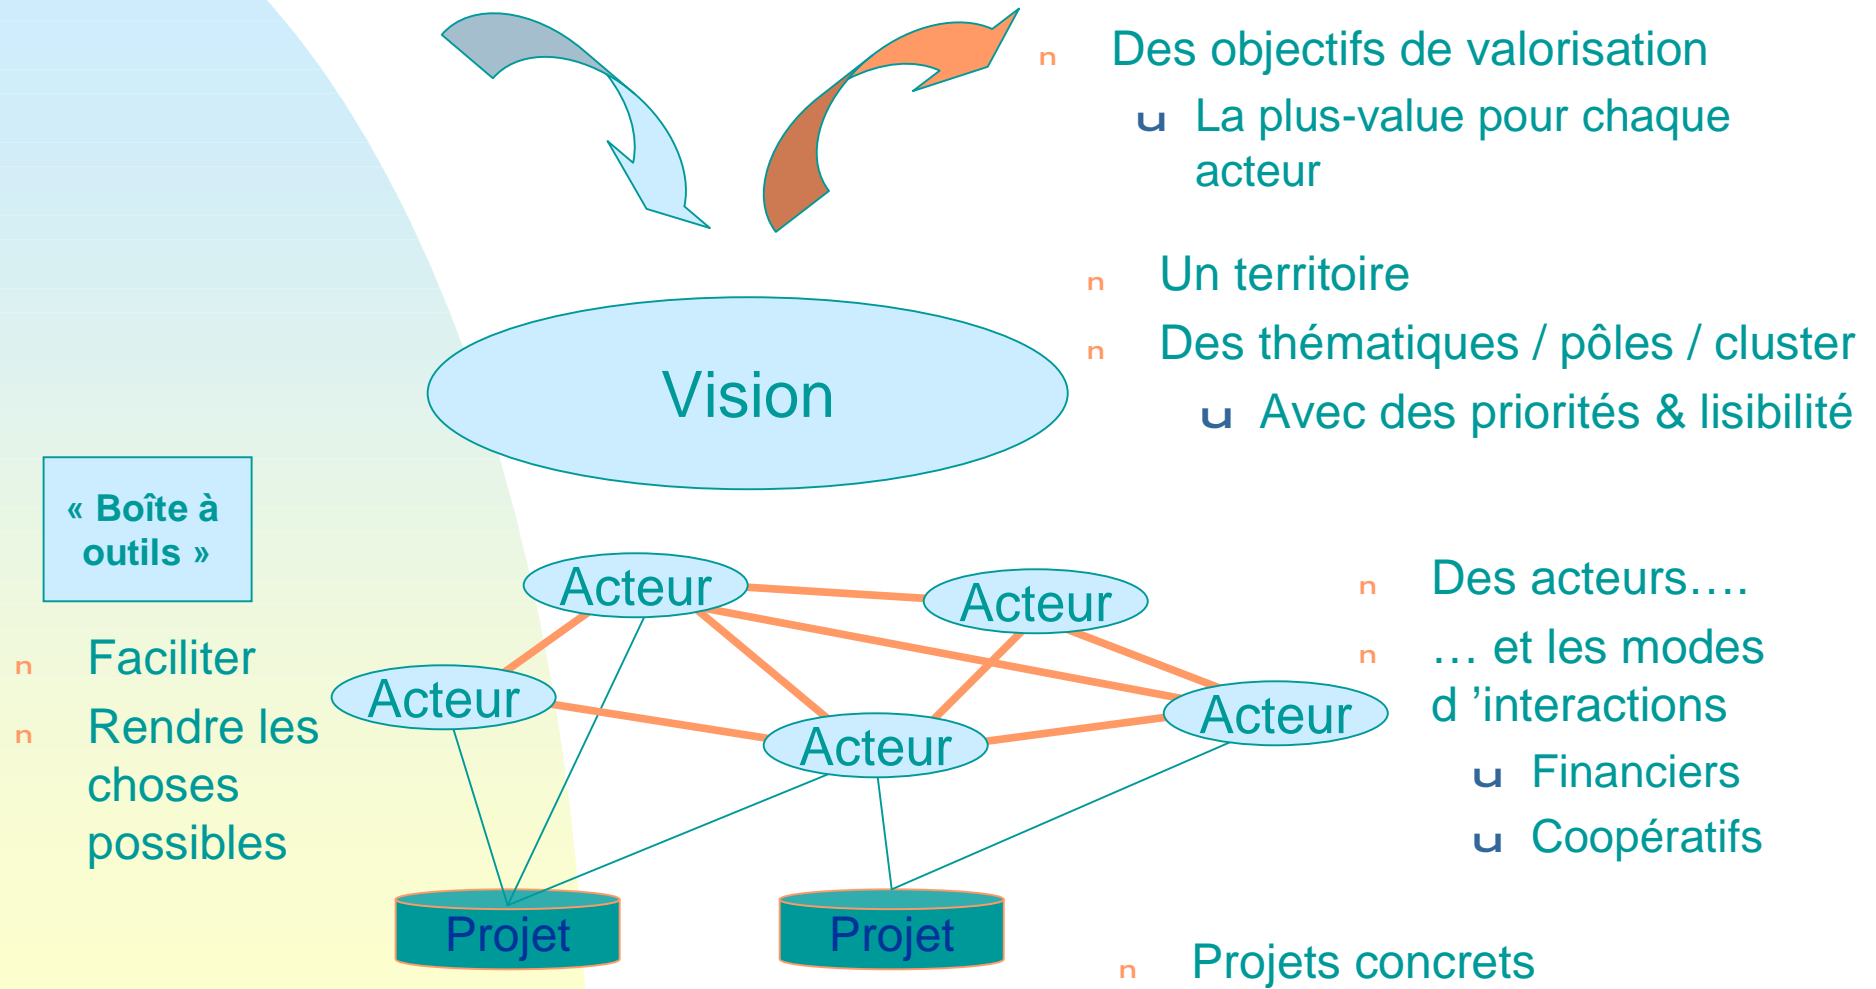 n Des objectifs de valorisation
u La plus-value pour chaque
acteur
n Un territoire
n Des thématiques / pôles / cluster
u Avec des priorités & lisibilité
Vision
« Boîte à
outils »
n Faciliter
n Rendre les
choses
possibles
Acteur
Acteur
Acteur
Acteur
Acteur
n Des acteurs….
n … et les modes
d ’interactions
u Financiers
u Coopératifs
Projet
Projet
n Projets concrets